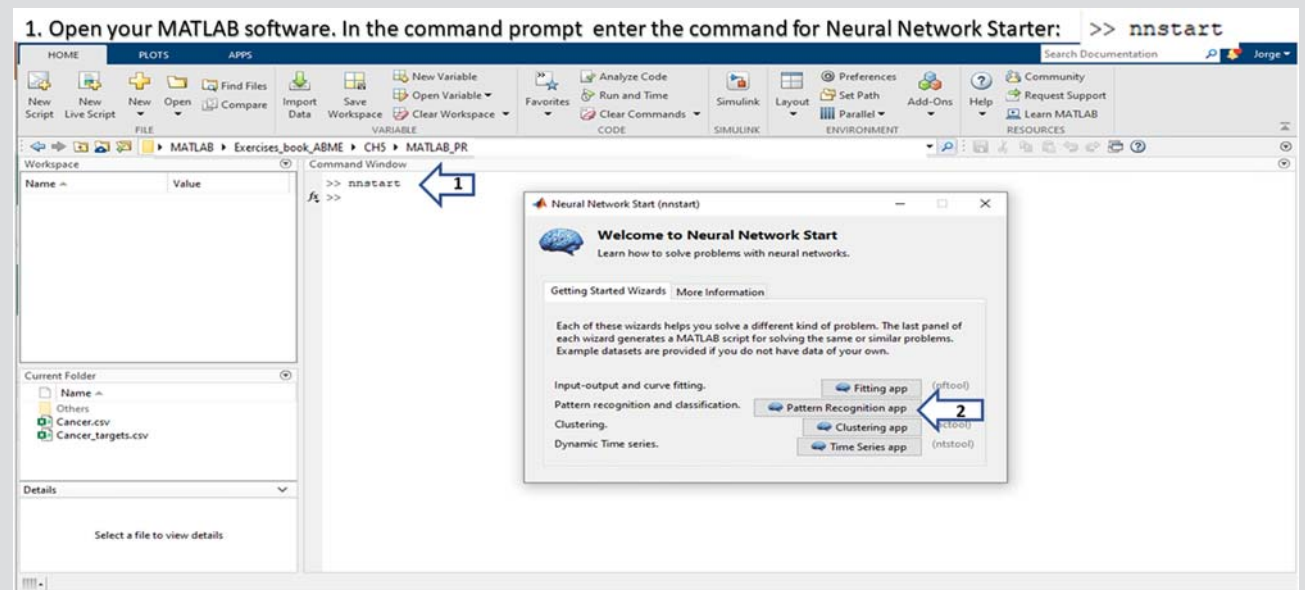 1. Open your MATLAB software. In the command prompt enter the command for Neural Network Starter: >> nnstart
HOME PLOTS APPS
Search Documentation Jorge
New Script
New Live Script
New
Open
Find Files
Compare
Import Data
Save Workspace
New Variable
Open Variable
Clear Workspace
Favorites
Analyze Code
Run and Time
Clear Commands
Simulink
Layout
Preferences
Set Path
Parallel
Add-Ons
Help
Community
Request Support
Learn MATLAB
FILE VARIABLE CODE SIMULINK ENVIRONMENT RESOURCES
MATLAB Exercises_book_ABME CH5 MATLAB_PR
Workspace
Name Value
Command Window
>> nnstart
1
fx >>
Neural Network Start (nnstart)
Welcome to Neural Network Start
Learn how to solve problems with neural networks.
Getting Started Wizards More Information
Each of these wizards helps you solve a different kind of problem. The last panel of
each wizard generates a MATLAB script for solving the same or similar problems.
Example datasets are provided if you do not have data of your own.
Input-output and curve fitting. Fitting app (nftool)
Pattern recognition and classification. Pattern Recognition app
2
Clustering. Clustering app
Dynamic Time series. Time Series app (ntstool)
Current Folder
Name
Others
Cancer.csv
Cancer_targets.csv
Details
Select a file to view details